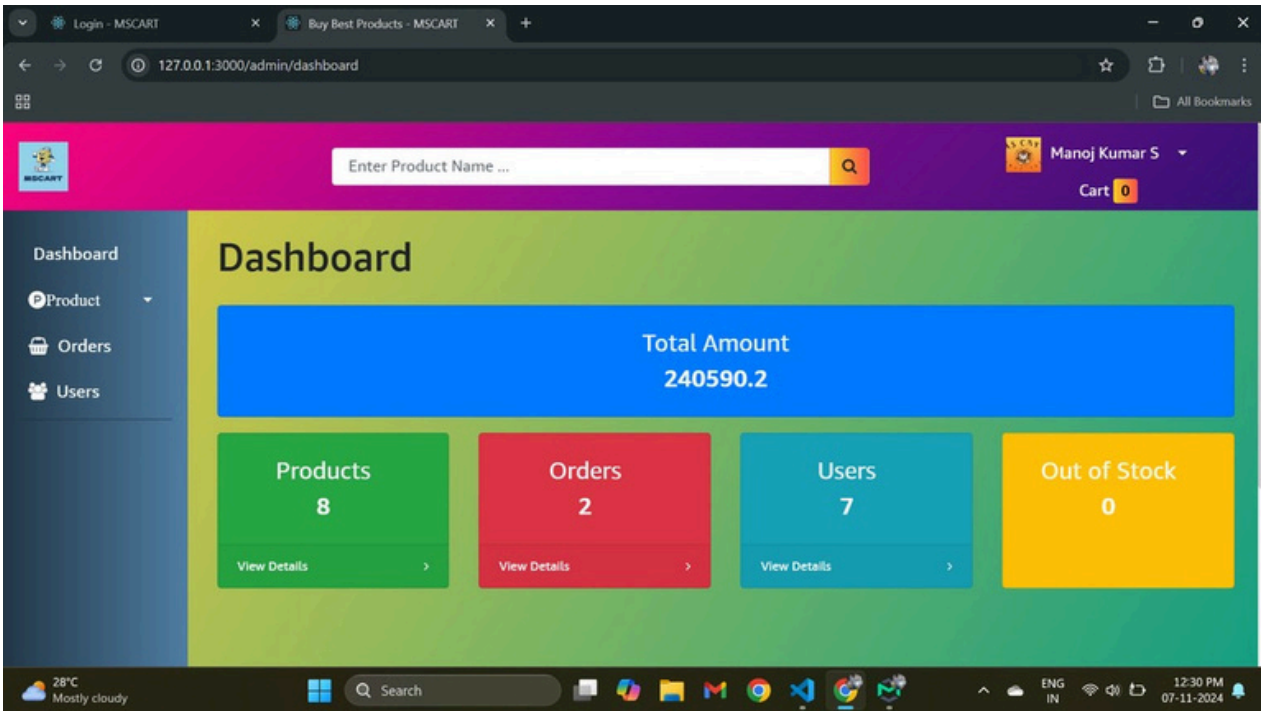 Login - MSCART
Buy Best Products - MSCART
127.0.0.1:3000/admin/dashboard
All Bookmarks
MSCART
Enter Product Name ...
Manoj Kumar S
Cart 0
Dashboard
Product
Orders
Users
Dashboard
Total Amount
240590.2
Products
8
View Details
Orders
2
View Details
Users
7
View Details
Out of Stock
0
28°C
Mostly cloudy
Search
ENG
IN
12:30 PM
07-11-2024